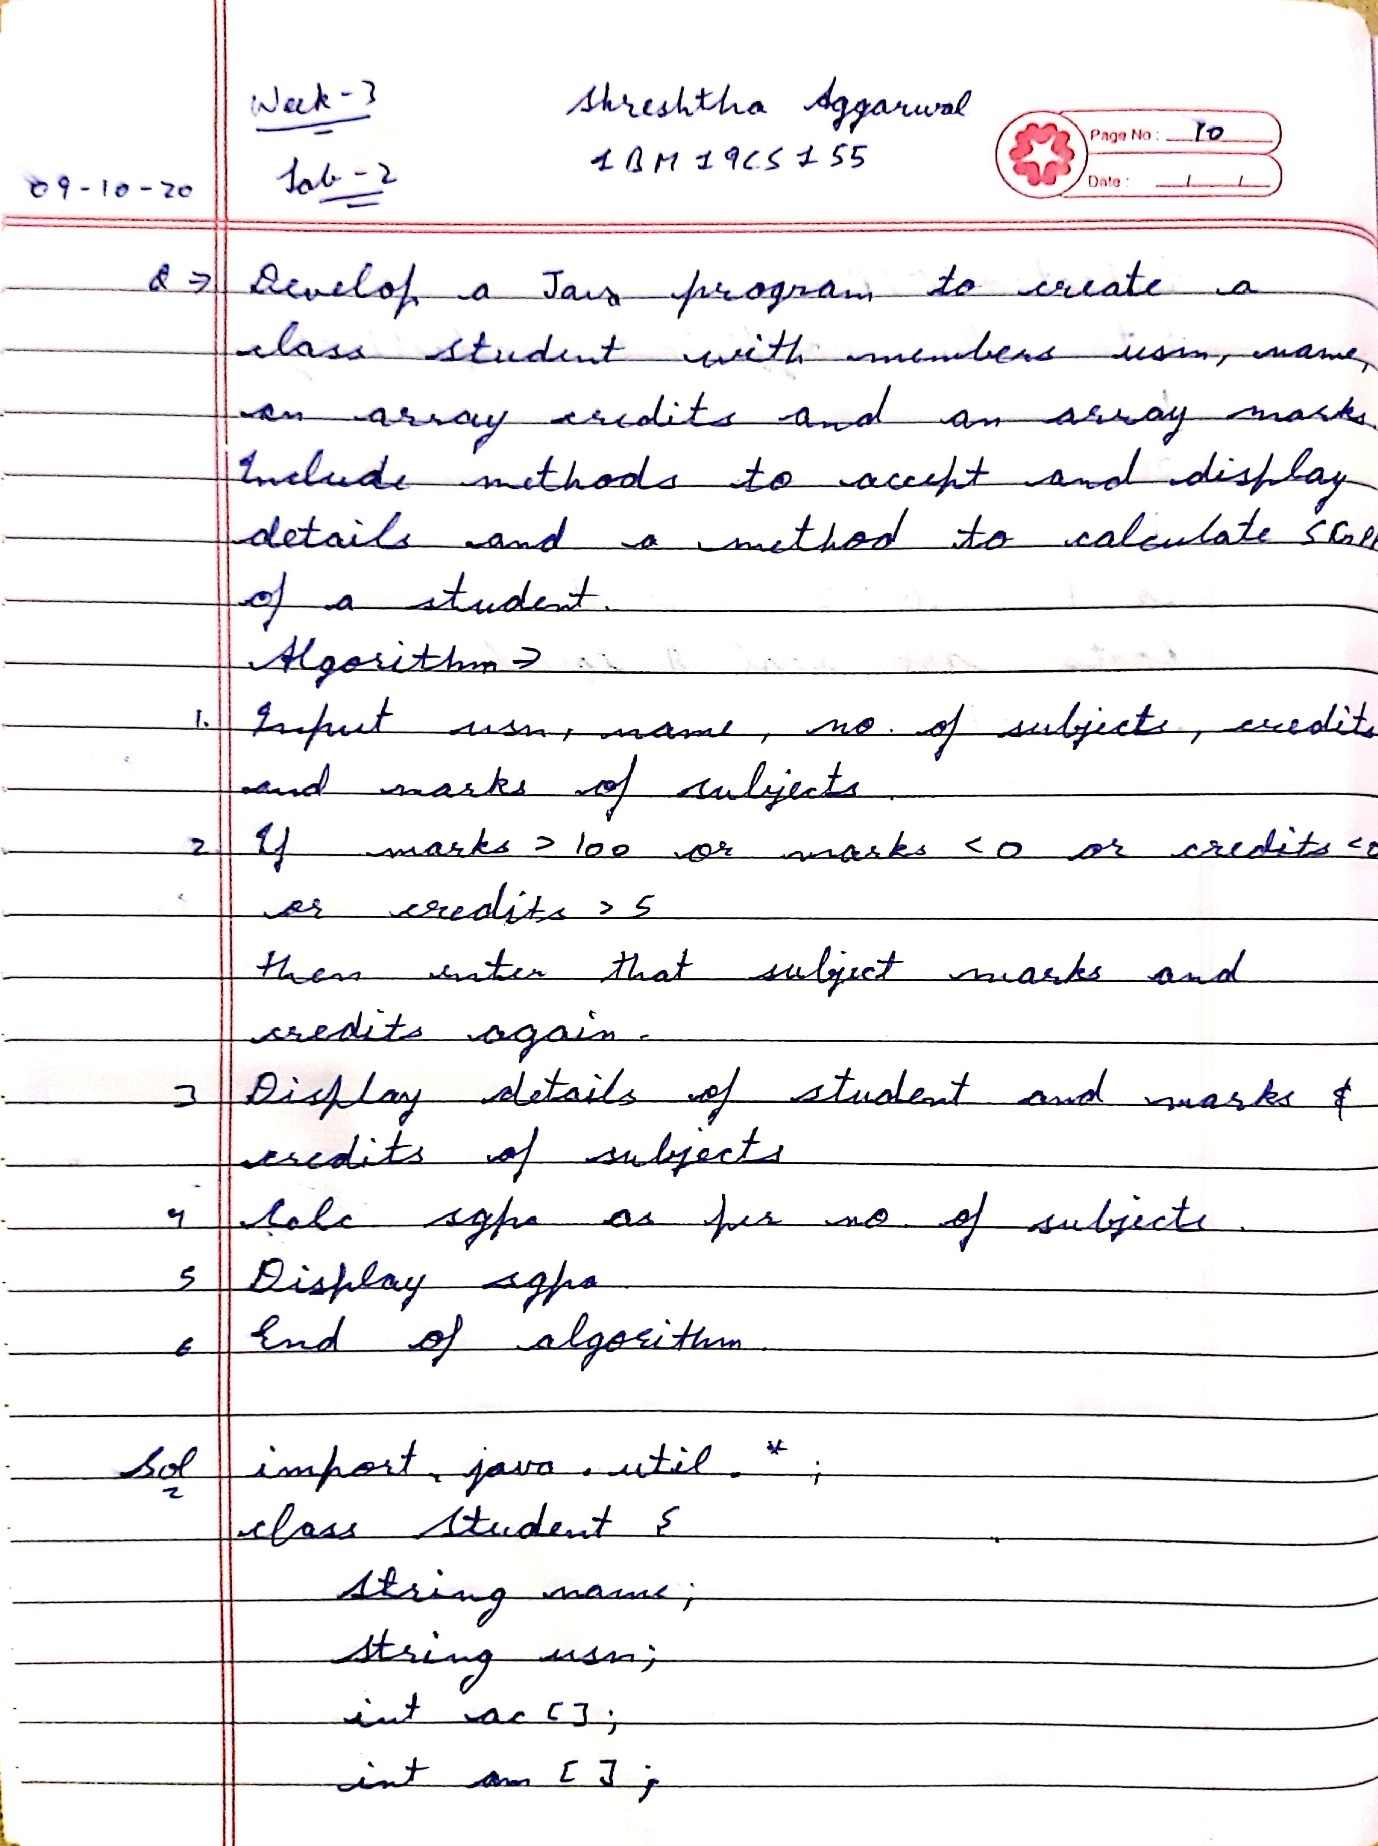 Week-3
Shreshtha Aggarwal
1BM19CS155
Page No: 10
Date: / /
09-10-20
Lab-2
Q ⇒ Develop a Java program to create a
class student with members usn, name,
an array credits and an array marks.
Include methods to accept and display
details and a method to calculate SGPA
of a student.
Algorithm ⇒
1. Input usn, name, no. of subjects, credits
and marks of subjects.
2 If marks > 100 or marks < 0 or credits < 0
or credits > 5
then enter that subject marks and
credits again.
3 Display details of student and marks &
credits of subjects
4 Calc sgpa as per no. of subjects.
5 Display sgpa
6 End of algorithm.
Sol import java.util.*;
class Student {
String name;
String usn;
int ac[];
int am[];